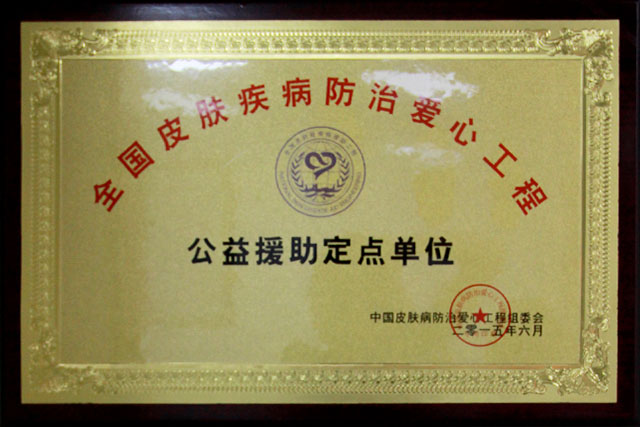 全国皮肤疾病防治爱心工程
公益援助定点单位
中国皮肤病防治爱心工程组委会
二零一五年六月